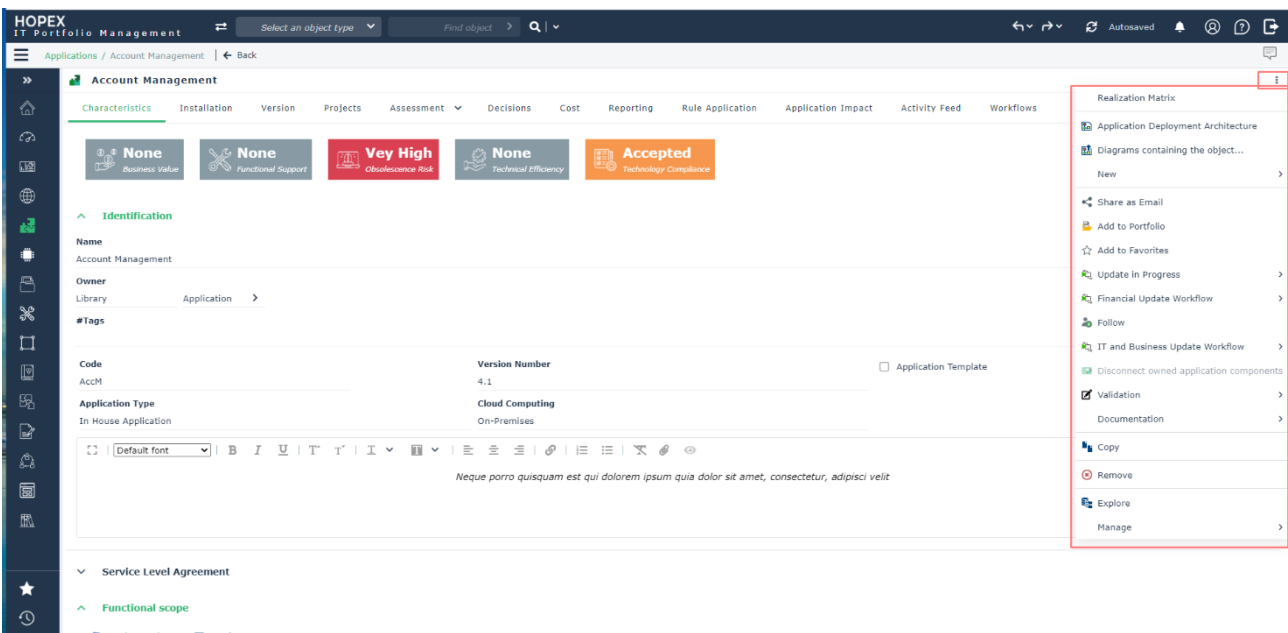 HOPEX
IT Portfolio Management
Select an object type
Find object
Autosaved
Applications / Account Management
Back
Account Management
Characteristics Installation Version Projects Assessment Decisions Cost Reporting Rule Application Application Impact Activity Feed Workflows
None
Business Value
None
Functional Support
Vey High
Obsolescence Risk
None
Technical Efficiency
Accepted
Technology Compliance
Identification
Name
Account Management
Owner
Library Application
#Tags
Code
AccM
Version Number
4.1
Application Template
Application Type
In House Application
Cloud Computing
On-Premises
Default font B I U T T I
Neque porro quisquam est qui dolorem ipsum quia dolor sit amet, consectetur, adipisci velit
Service Level Agreement
Functional scope
Realization Matrix
Application Deployment Architecture
Diagrams containing the object...
New
Share as Email
Add to Portfolio
Add to Favorites
Update in Progress
Financial Update Workflow
Follow
IT and Business Update Workflow
Disconnect owned application components
Validation
Documentation
Copy
Remove
Explore
Manage